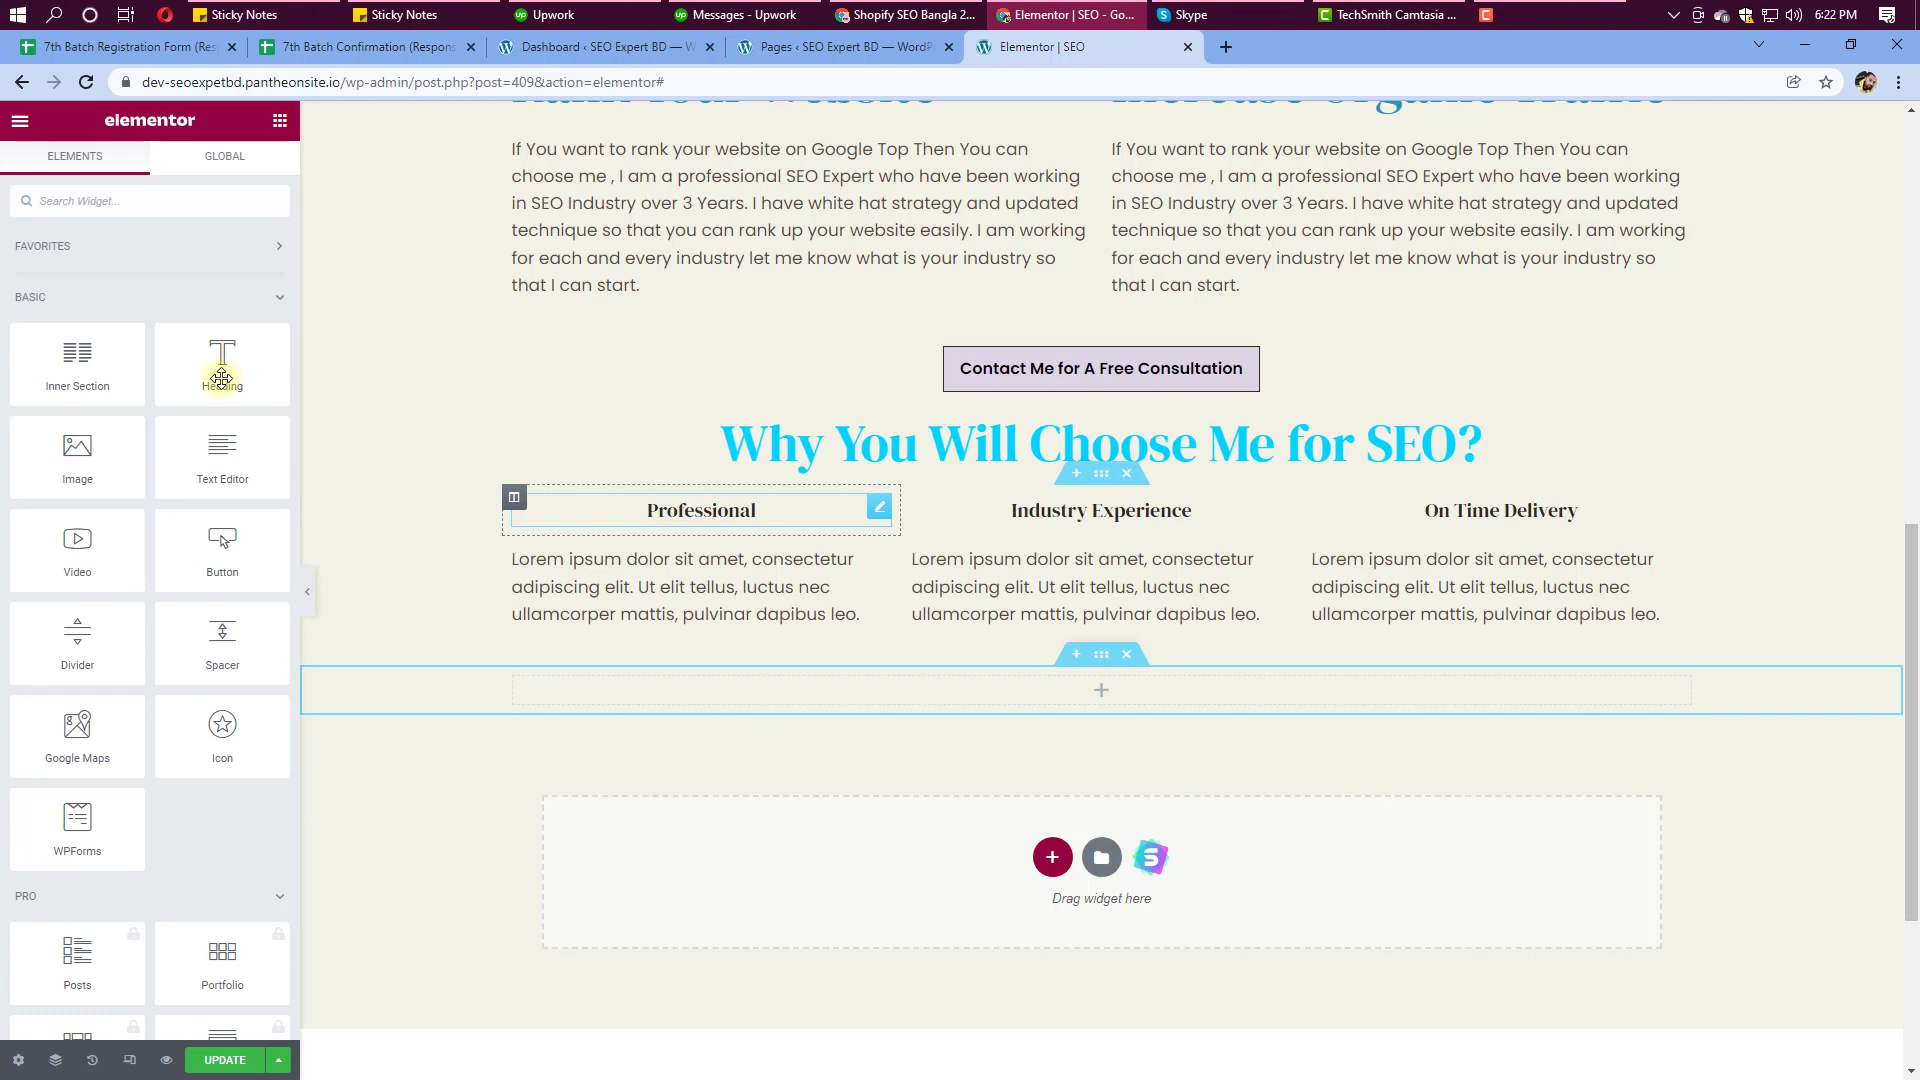 Sticky Notes
Sticky Notes
Upwork
Messages - Upwork
Shopify SEO Bangla 2...
Elementor | SEO - Go...
Skype
TechSmith Camtasia ...
6:22 PM
7th Batch Registration Form (Res
7th Batch Confirmation (Respons
Dashboard ‹ SEO Expert BD — W
Pages ‹ SEO Expert BD — WordP
Elementor | SEO
dev-seoexpetbd.pantheonsite.io/wp-admin/post.php?post=409&action=elementor#
elementor
ELEMENTS
GLOBAL
Search Widget...
FAVORITES
BASIC
Inner Section
Heading
Image
Text Editor
Video
Button
Divider
Spacer
Google Maps
Icon
WPForms
PRO
Posts
Portfolio
UPDATE
If You want to rank your website on Google Top Then You can
choose me , I am a professional SEO Expert who have been working
in SEO Industry over 3 Years. I have white hat strategy and updated
technique so that you can rank up your website easily. I am working
for each and every industry let me know what is your industry so
that I can start.
If You want to rank your website on Google Top Then You can
choose me , I am a professional SEO Expert who have been working
in SEO Industry over 3 Years. I have white hat strategy and updated
technique so that you can rank up your website easily. I am working
for each and every industry let me know what is your industry so
that I can start.
Contact Me for A Free Consultation
Why You Will Choose Me for SEO?
Professional
Industry Experience
On Time Delivery
Lorem ipsum dolor sit amet, consectetur
adipiscing elit. Ut elit tellus, luctus nec
ullamcorper mattis, pulvinar dapibus leo.
Lorem ipsum dolor sit amet, consectetur
adipiscing elit. Ut elit tellus, luctus nec
ullamcorper mattis, pulvinar dapibus leo.
Lorem ipsum dolor sit amet, consectetur
adipiscing elit. Ut elit tellus, luctus nec
ullamcorper mattis, pulvinar dapibus leo.
Drag widget here